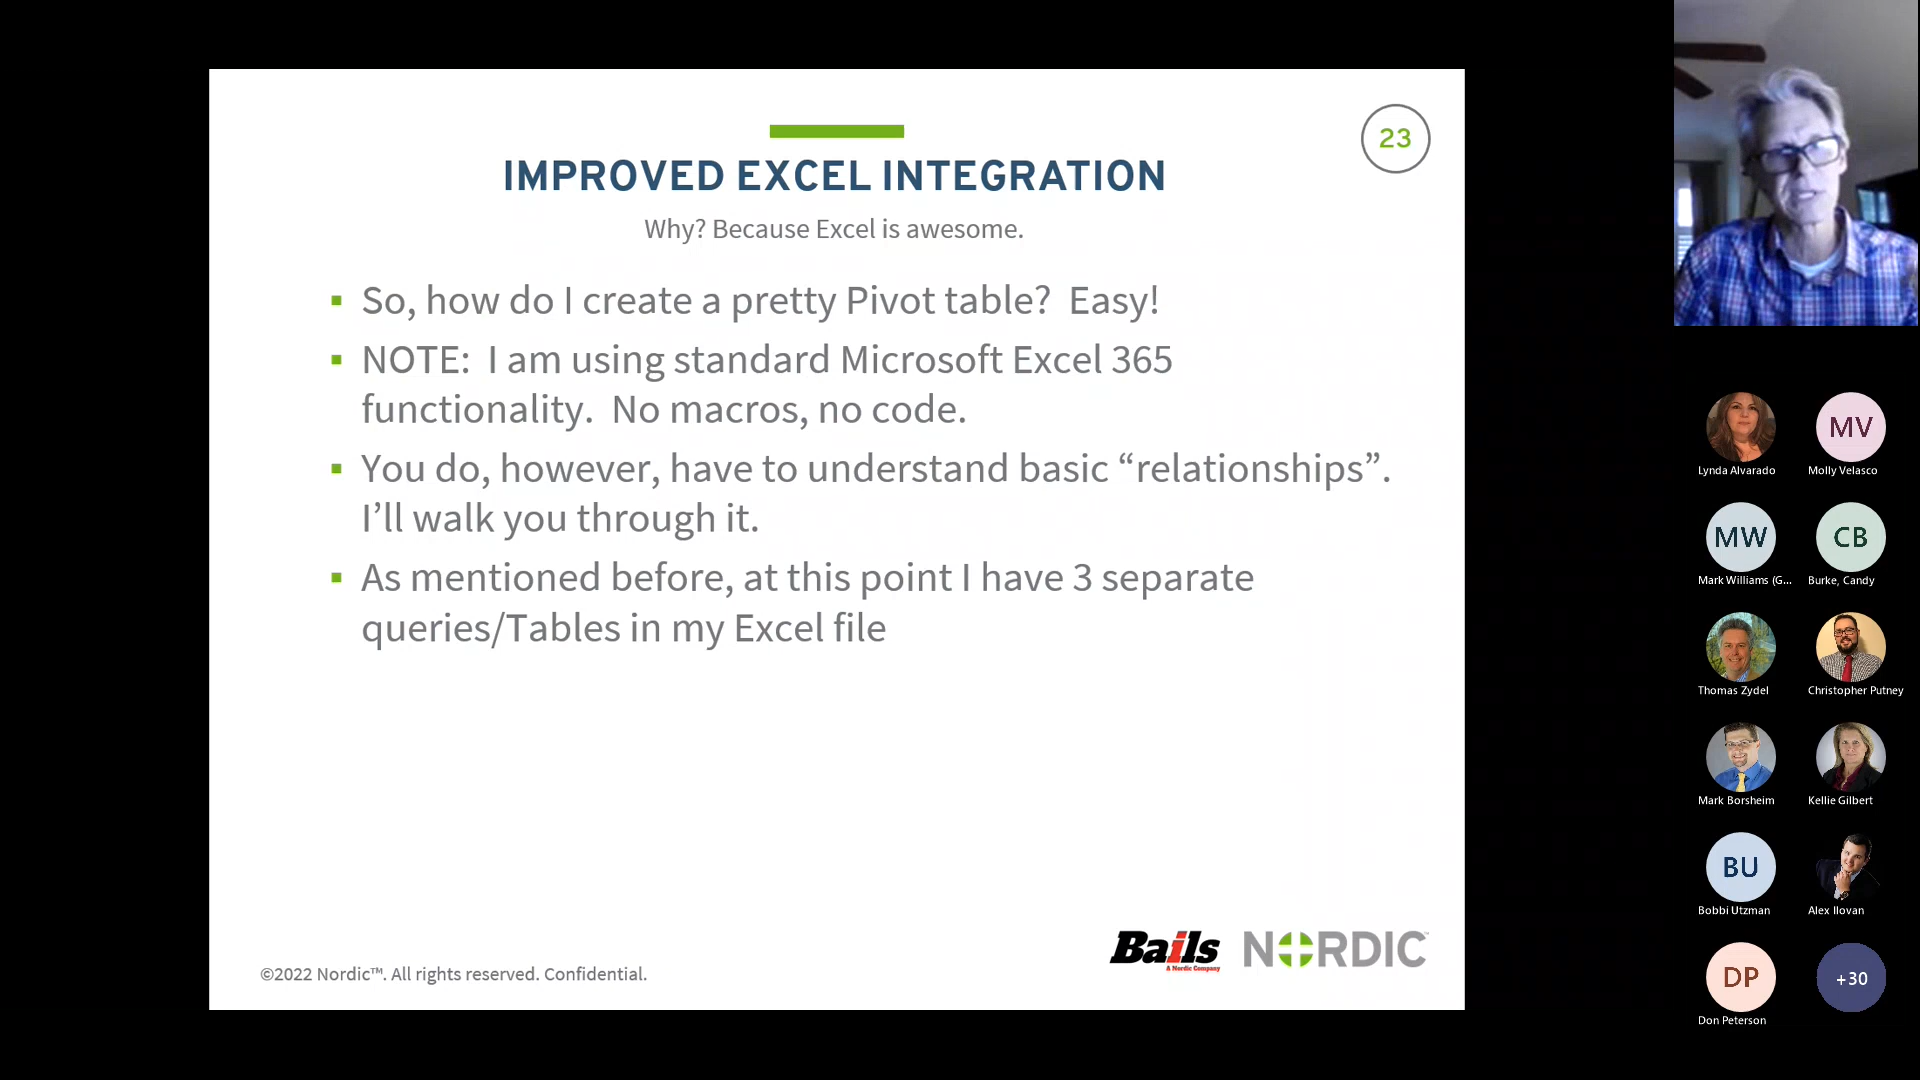 23
IMPROVED EXCEL INTEGRATION
Why? Because Excel is awesome.
So, how do I create a pretty Pivot table?  Easy!
NOTE:  I am using standard Microsoft Excel 365
functionality.  No macros, no code.
You do, however, have to understand basic “relationships”.
I’ll walk you through it.
As mentioned before, at this point I have 3 separate
queries/Tables in my Excel file
©2022 Nordic™. All rights reserved. Confidential.
Bails
A Nordic Company
NORDIC™
MV
Lynda Alvarado
Molly Velasco
MW
CB
Mark Williams (G...
Burke, Candy
Thomas Zydel
Christopher Putney
Mark Borsheim
Kellie Gilbert
BU
Bobbi Utzman
Alex Ilovan
DP
+30
Don Peterson